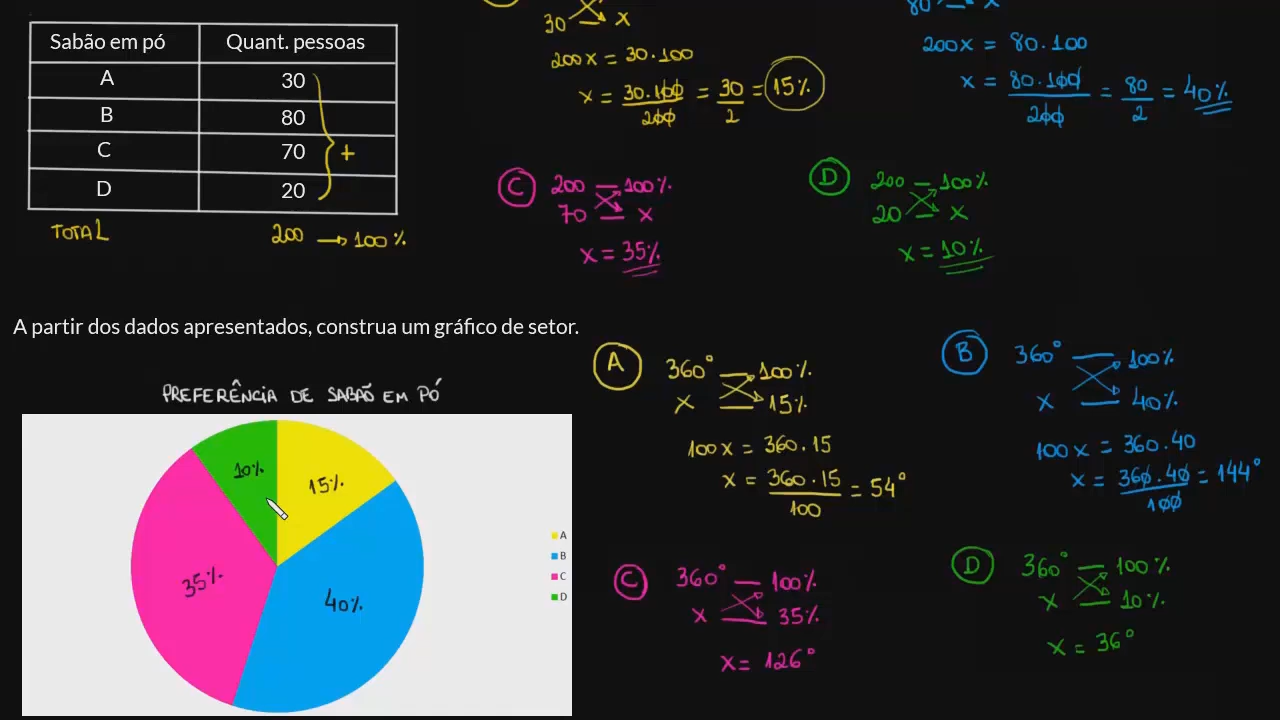 Sabão em pó Quant. pessoas
A 30
B 80
C 70
D 20
+
TOTAL 200 → 100%
30 — x
200x = 30.100
x = 30.100/200 = 30/2 = 15%
80 — x
200x = 80.100
x = 80.100/200 = 80/2 = 40%
C 200 — 100%
70 — x
x = 35%
D 200 — 100%
20 — x
x = 10%
A partir dos dados apresentados, construa um gráfico de setor.
PREFERÊNCIA DE SABÃO EM PÓ
10%
15%
35%
40%
A
B
C
D
A 360° — 100%
x — 15%
100x = 360.15
x = 360.15/100 = 54°
B 360° — 100%
x — 40%
100x = 360.40
x = 360.40/100 = 144°
C 360° — 100%
x — 35%
x = 126°
D 360° — 100%
x — 10%
x = 36°